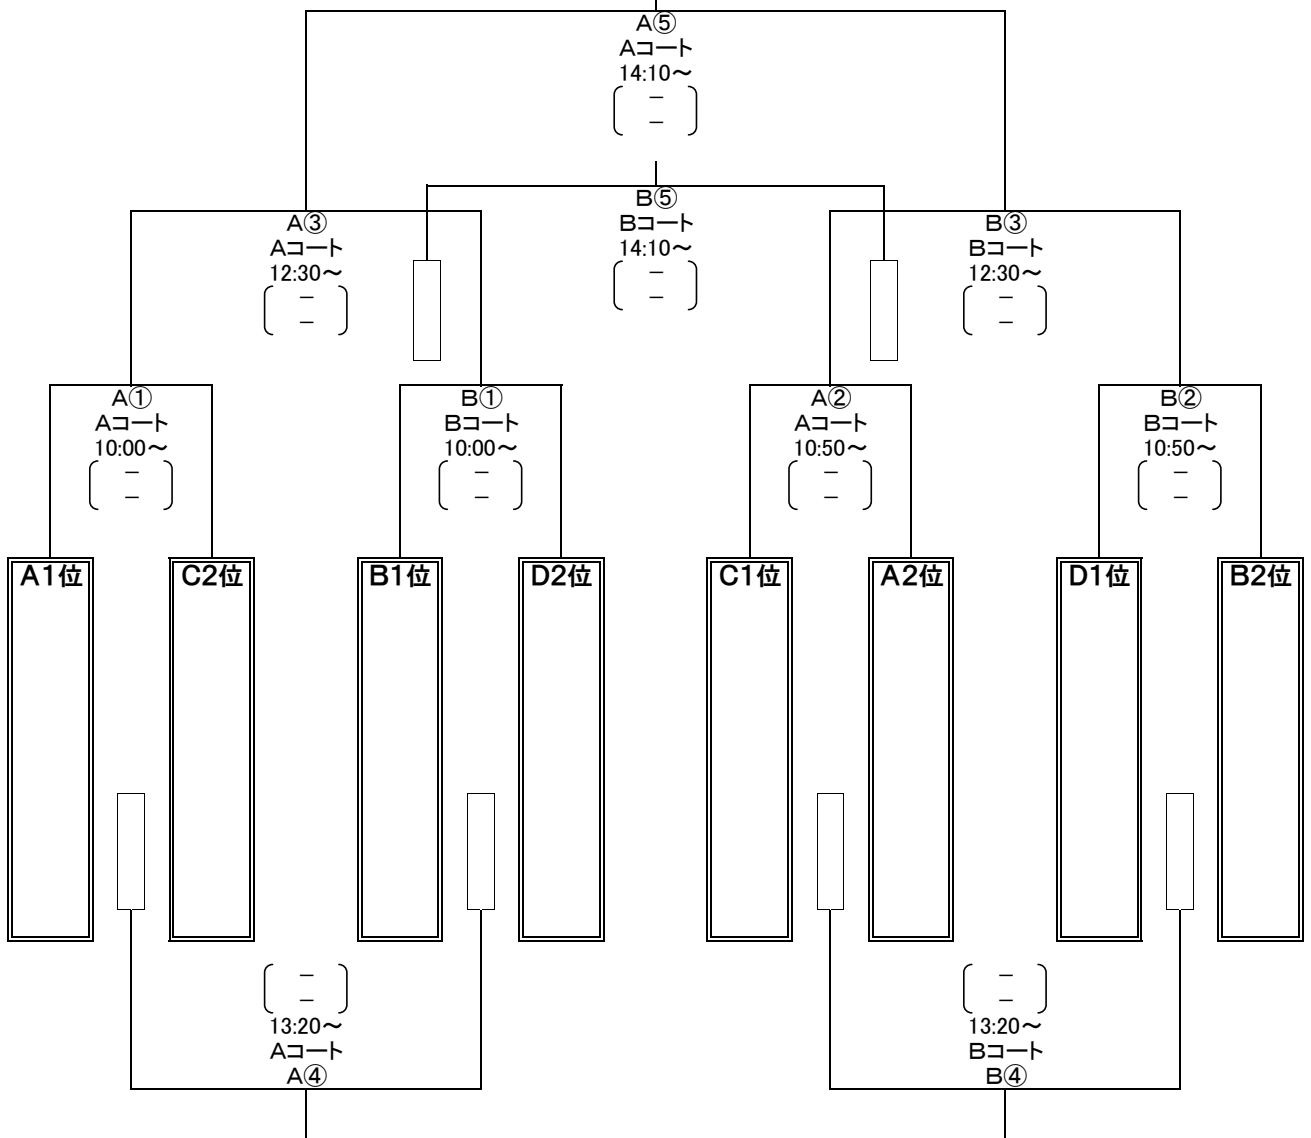 A⑤
Aコート
14:10～
－
－
B⑤
Bコート
14:10～
－
－
A③
Aコート
12:30～
－
－
B③
Bコート
12:30～
－
－
A①
Aコート
10:00～
－
－
B①
Bコート
10:00～
－
－
A②
Aコート
10:50～
－
－
B②
Bコート
10:50～
－
－
A1位
C2位
B1位
D2位
C1位
A2位
D1位
B2位
－
－
13:20～
Aコート
A④
－
－
13:20～
Bコート
B④